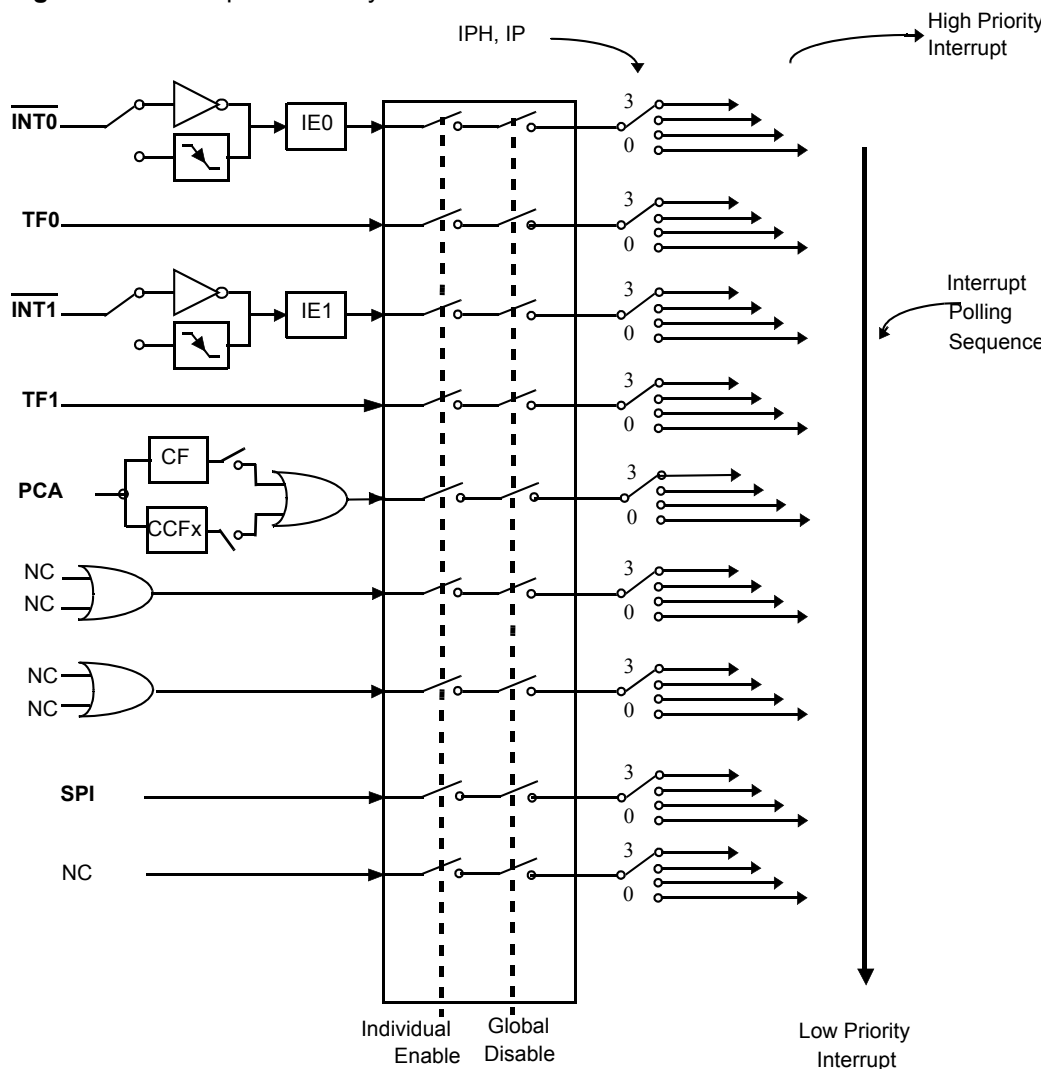 IPH, IP
High Priority
Interrupt
INT0
IE0
3
0
TF0
3
0
INT1
IE1
3
0
Interrupt
Polling
Sequence
TF1
3
0
PCA
CF
CCFx
3
0
NC
NC
3
0
NC
NC
3
0
SPI
3
0
NC
3
0
Individual
Enable
Global
Disable
Low Priority
Interrupt